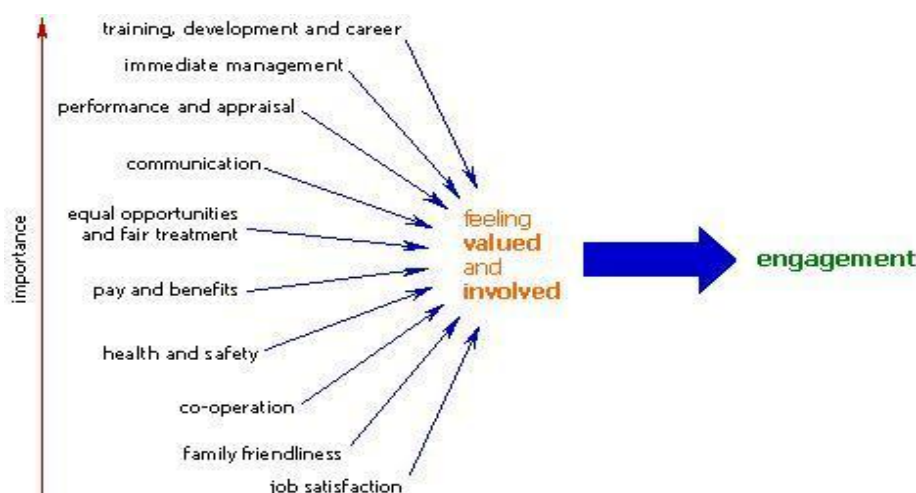 training, development and career
immediate management
performance and appraisal
communication
equal opportunities
and fair treatment
pay and benefits
health and safety
co-operation
family friendliness
job satisfaction
importance
feeling
valued
and
involved
engagement